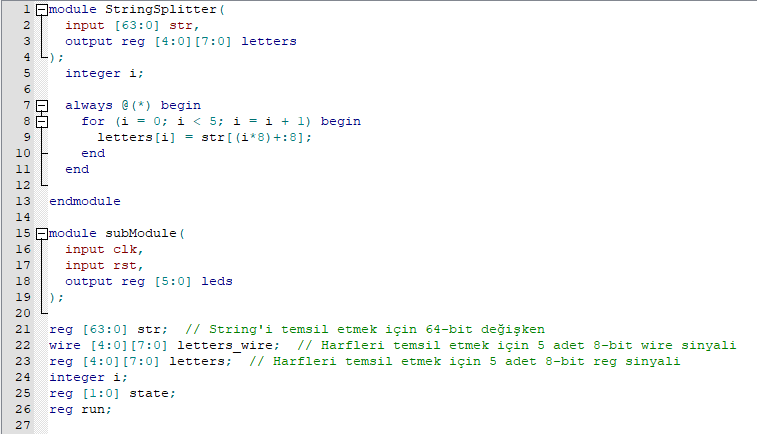 1 module StringSplitter(
2 input [63:0] str,
3 output reg [4:0][7:0] letters
4 );
5 integer i;
6
7 always @(*) begin
8 for (i = 0; i < 5; i = i + 1) begin
9 letters[i] = str[(i*8)+:8];
10 end
11 end
12
13 endmodule
14
15 module subModule(
16 input clk,
17 input rst,
18 output reg [5:0] leds
19 );
20
21 reg [63:0] str; // String'i temsil etmek için 64-bit değişken
22 wire [4:0][7:0] letters_wire; // Harfleri temsil etmek için 5 adet 8-bit wire sinyali
23 reg [4:0][7:0] letters; // Harfleri temsil etmek için 5 adet 8-bit reg sinyali
24 integer i;
25 reg [1:0] state;
26 reg run;
27